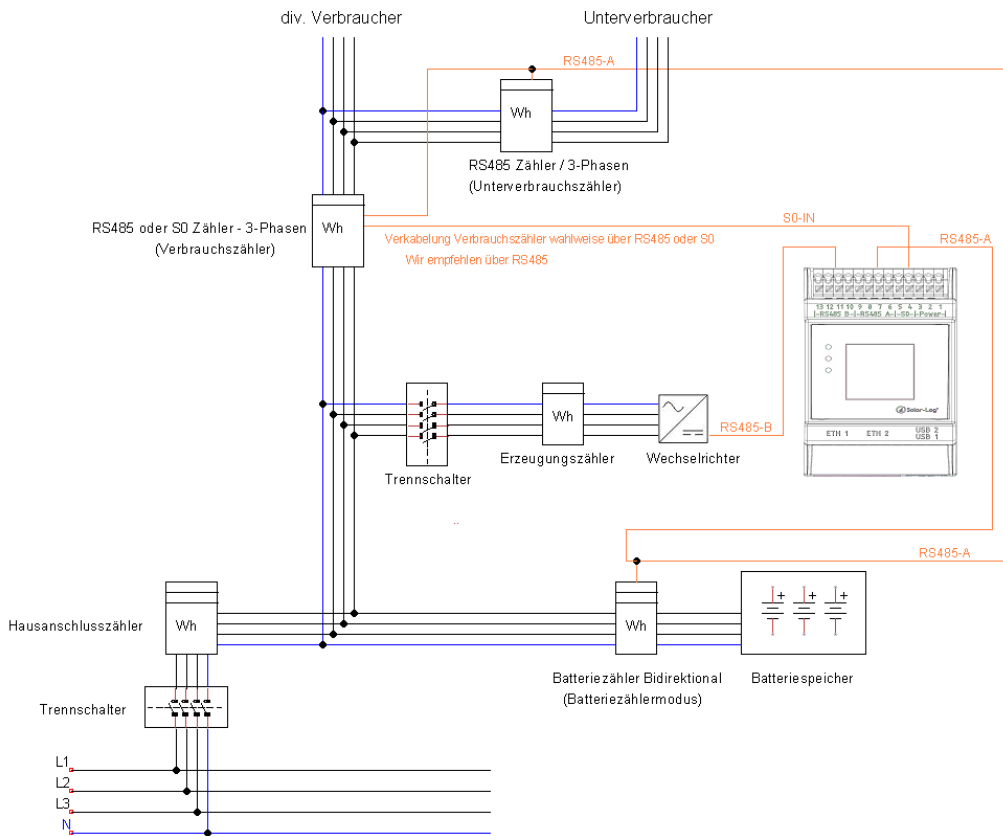 div. Verbraucher
Unterverbraucher
RS485-A
Wh
RS485 Zähler / 3-Phasen
(Unterverbrauchszähler)
RS485 oder S0 Zähler - 3-Phasen
(Verbrauchszähler)
Wh
S0-IN
Verkabelung Verbrauchszähler wahlweise über RS485 oder S0
Wir empfehlen über RS485
RS485-A
13 12 11 10 9 8 7 6 5 4 3 2 1
|-RS485 B-|-RS485 A-|-S0-|-Power-|
Solar-Log
ETH 1 ETH 2 USB 2
USB 1
Wh
RS485-B
Trennschalter
Erzeugungszähler
Wechselrichter
..
RS485-A
Hausanschlusszähler
Wh
Wh
+ + +
Batteriezähler Bidirektional
(Batteriezählermodus)
Batteriespeicher
Trennschalter
L1
L2
L3
N